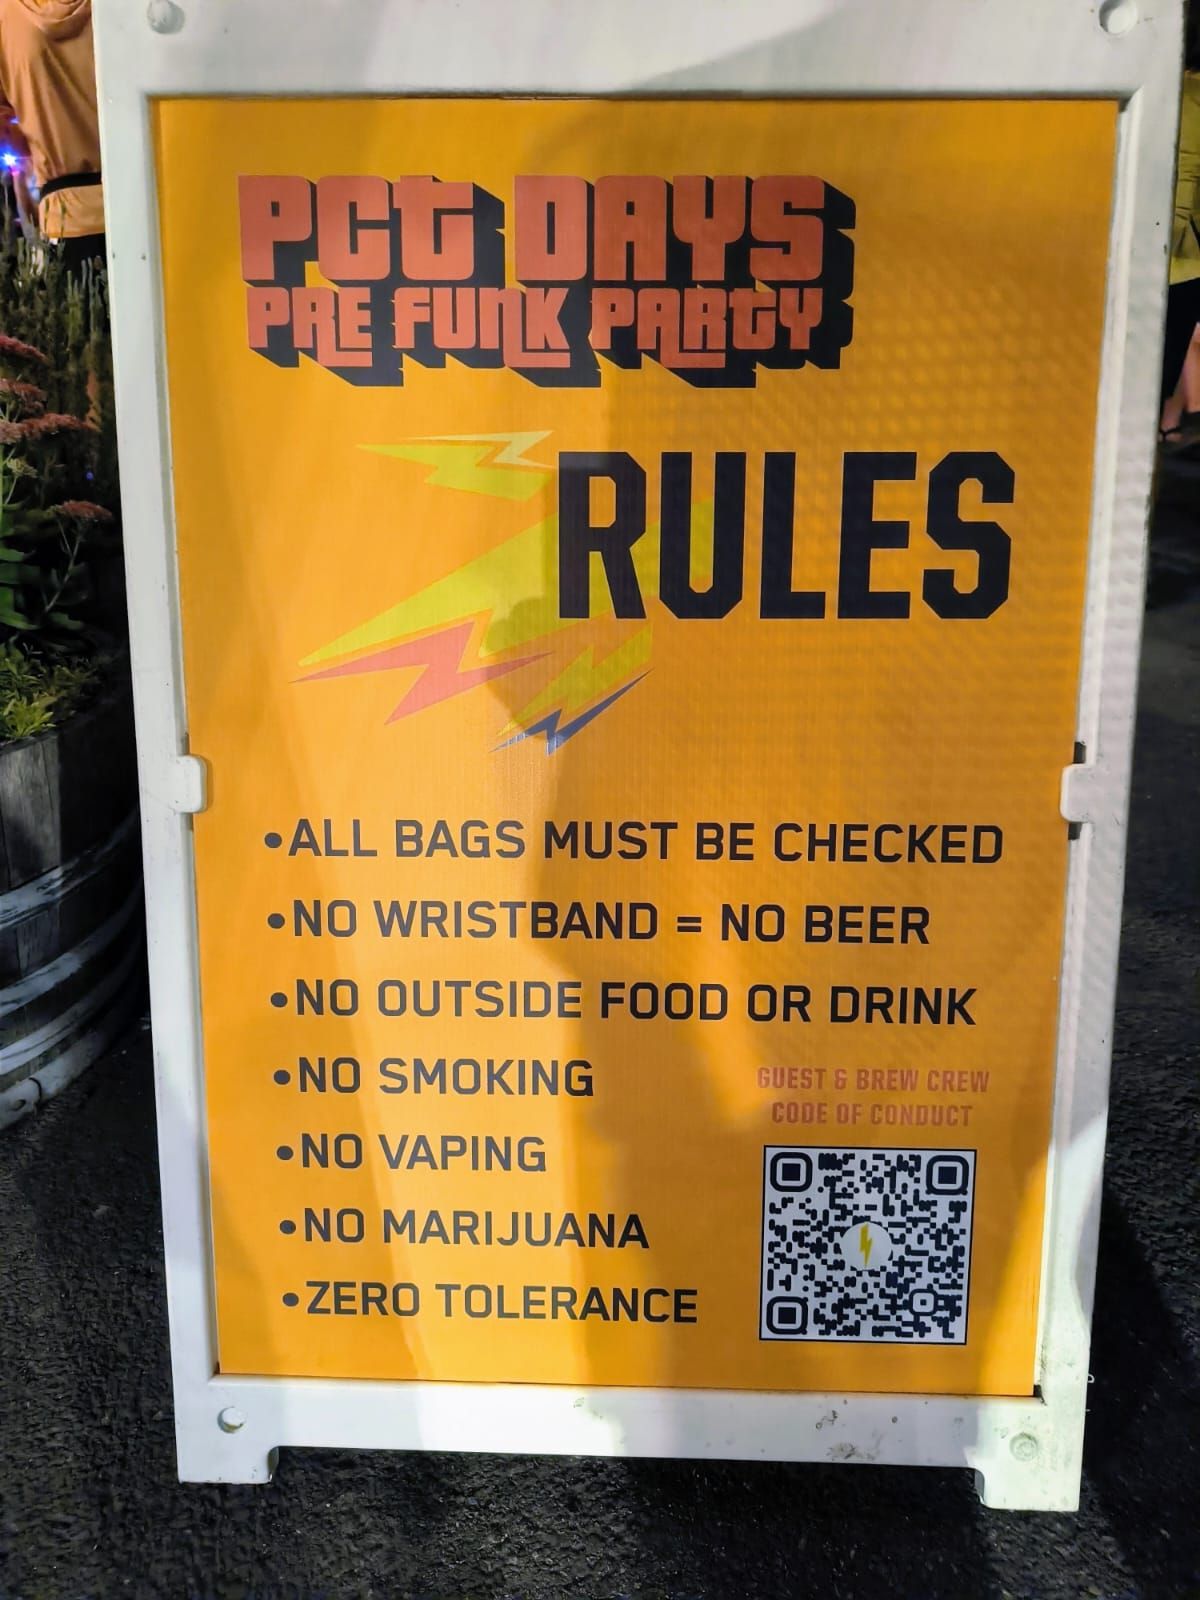 PCT DAYS
PRE FUNK PARTY
RULES
•ALL BAGS MUST BE CHECKED
•NO WRISTBAND = NO BEER
•NO OUTSIDE FOOD OR DRINK
•NO SMOKING
•NO VAPING
•NO MARIJUANA
•ZERO TOLERANCE
GUEST & BREW CREW
CODE OF CONDUCT